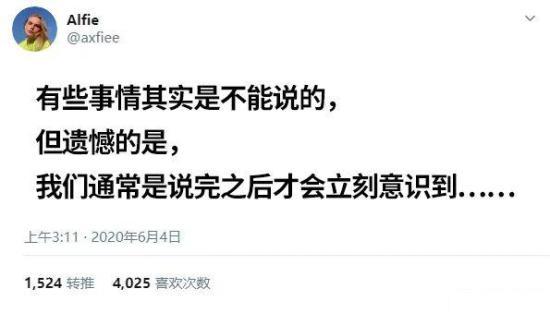 Alfie
@axfiee
有些事情其实是不能说的，
但遗憾的是，
我们通常是说完之后才会立刻意识到……
上午3:11 · 2020年6月4日
1,524 转推 4,025 喜欢次数